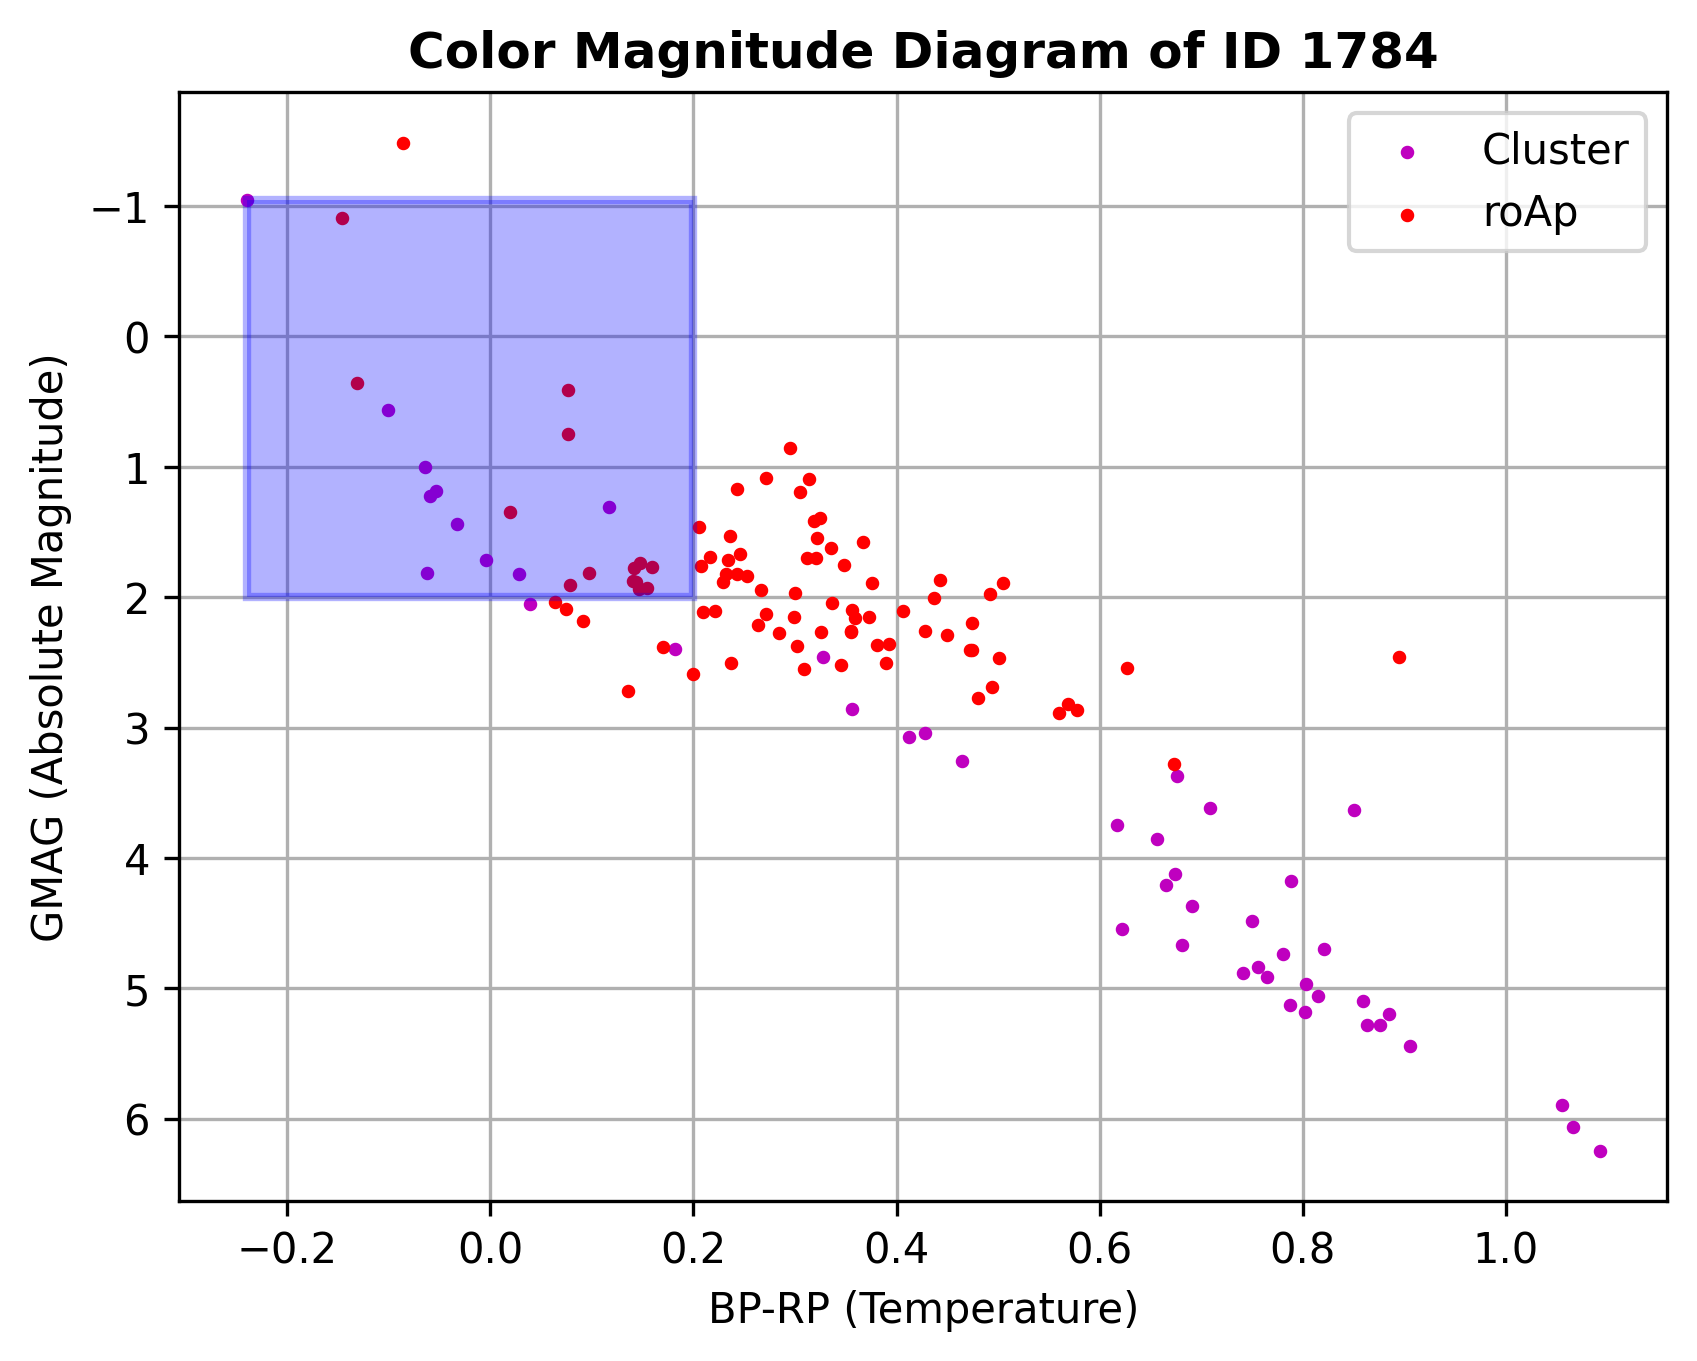 Color Magnitude Diagram of ID 1784
Cluster
roAp
GMAG (Absolute Magnitude)
−1
0
1
2
3
4
5
6
−0.2 0.0 0.2 0.4 0.6 0.8 1.0
BP-RP (Temperature)